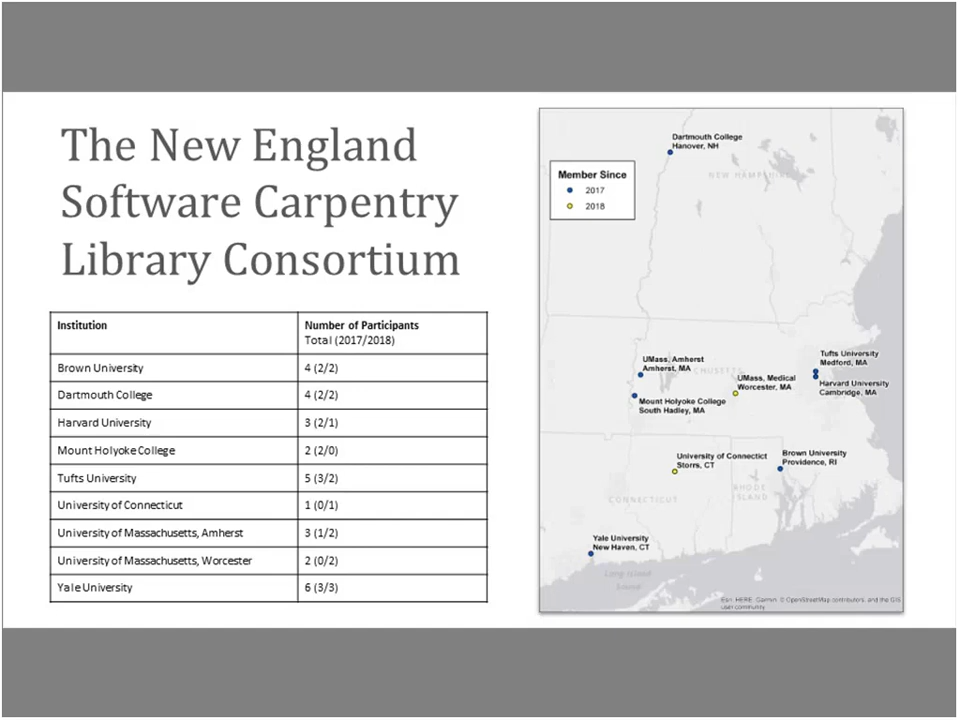 The New England
Software Carpentry
Library Consortium
Institution
Number of Participants
Total (2017/2018)
Brown University
4 (2/2)
Dartmouth College
4 (2/2)
Harvard University
3 (2/1)
Mount Holyoke College
2 (2/0)
Tufts University
5 (3/2)
University of Connecticut
1 (0/1)
University of Massachusetts, Amherst
3 (1/2)
University of Massachusetts, Worcester
2 (0/2)
Yale University
6 (3/3)
Dartmouth College
Hanover, NH
NEW HAMPSHIRE
Member Since
2017
2018
UMass, Amherst
Amherst, MA
UMass, Medical
Worcester, MA
Tufts University
Medford, MA
Harvard University
Cambridge, MA
Mount Holyoke College
South Hadley, MA
University of Connecticut
Storrs, CT
Brown University
Providence, RI
RHODE
ISLAND
CONNECTICUT
Yale University
New Haven, CT
Long Island
Sound
Esri, HERE, Garmin, © OpenStreetMap contributors, and the GIS
user community